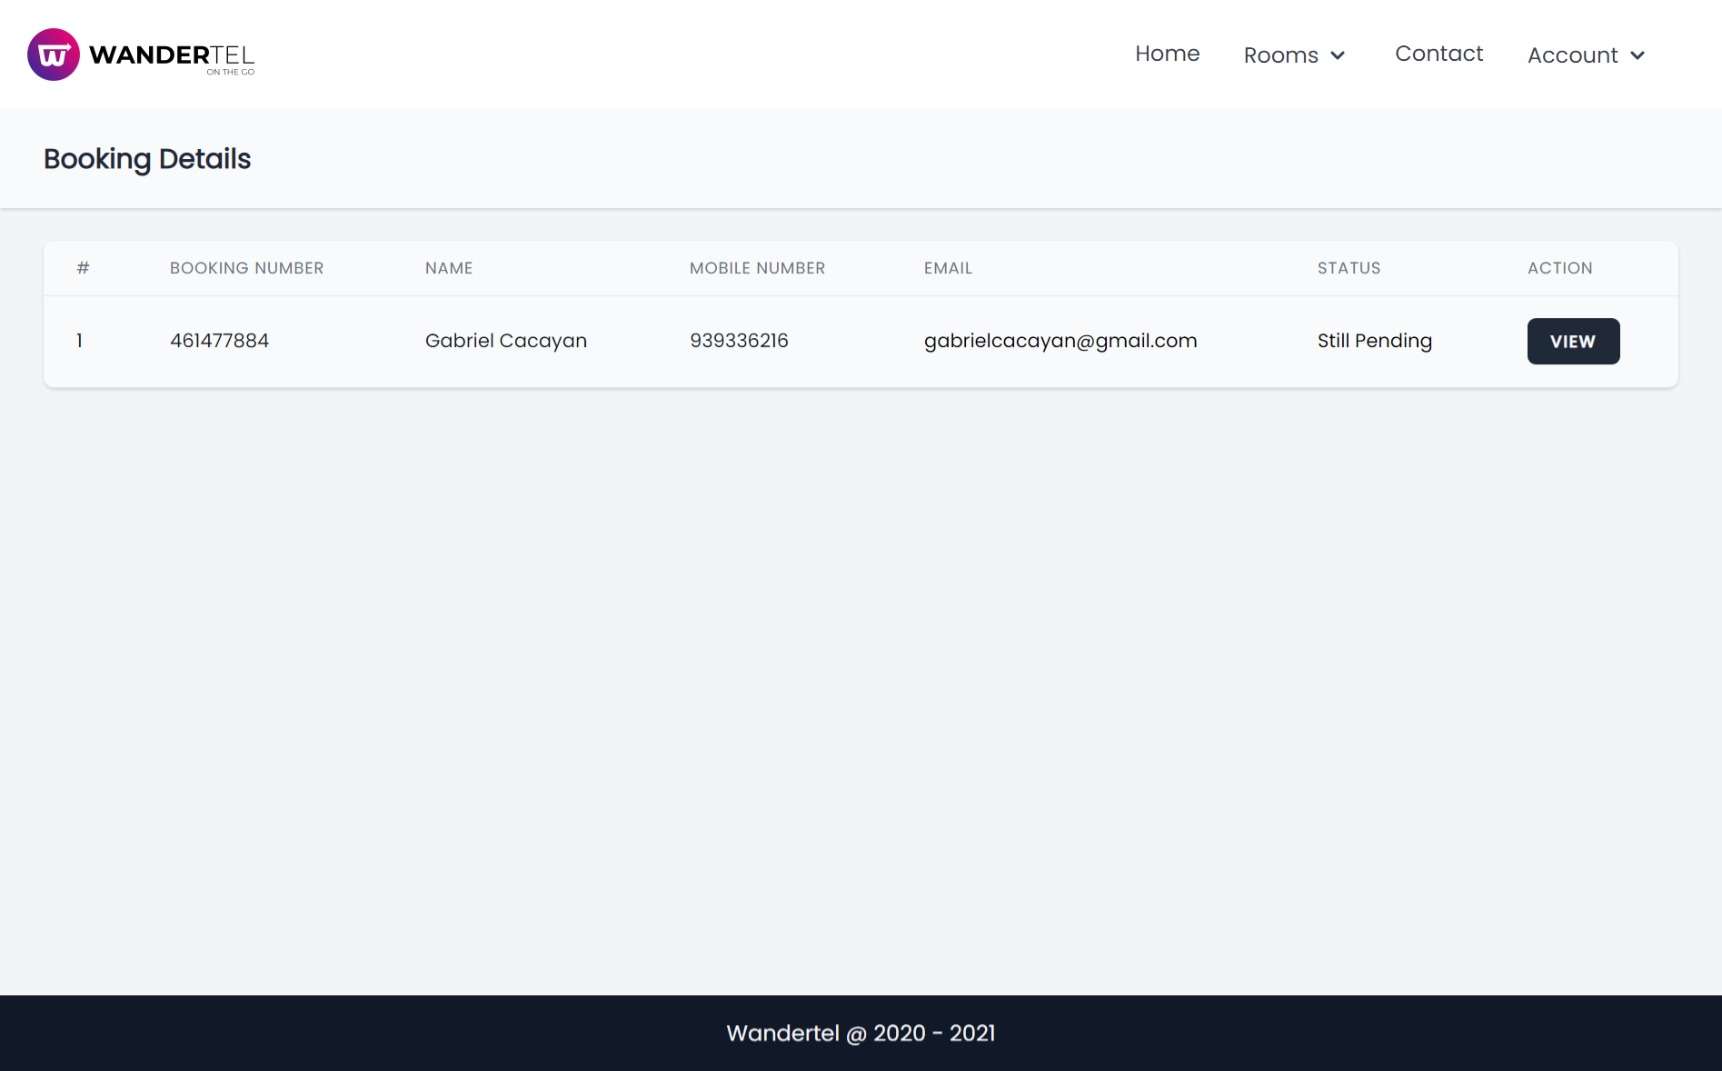 WANDERTEL
ON THE GO
Home Rooms Contact Account
Booking Details
# BOOKING NUMBER NAME MOBILE NUMBER EMAIL STATUS ACTION
1 461477884 Gabriel Cacayan 939336216 gabrielcacayan@gmail.com Still Pending VIEW
Wandertel @ 2020 - 2021